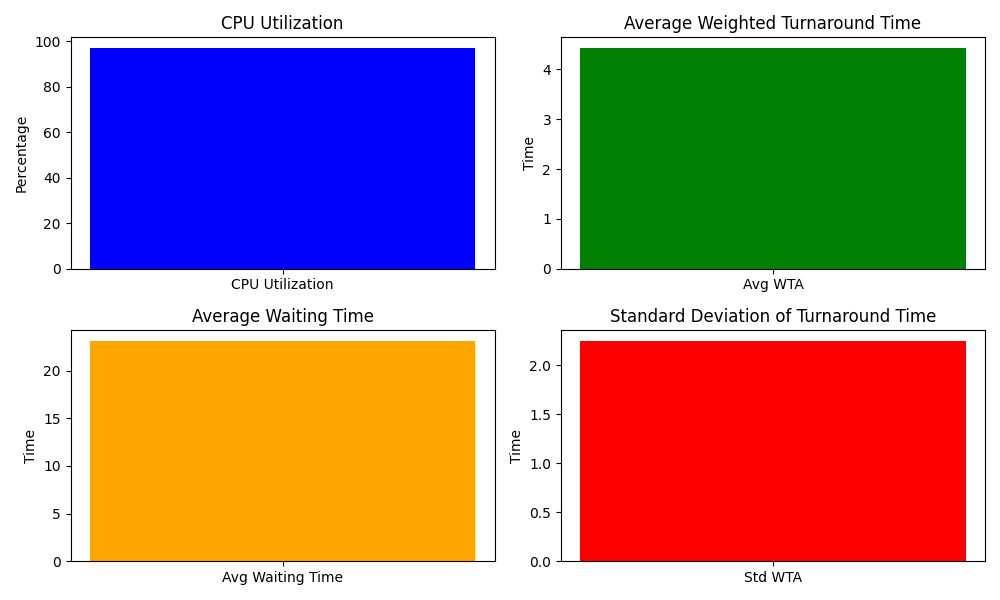 CPU Utilization
Percentage
100
80
60
40
20
0
CPU Utilization
Average Weighted Turnaround Time
Time
4
3
2
1
0
Avg WTA
Average Waiting Time
Time
20
15
10
5
0
Avg Waiting Time
Standard Deviation of Turnaround Time
Time
2.0
1.5
1.0
0.5
0.0
Std WTA